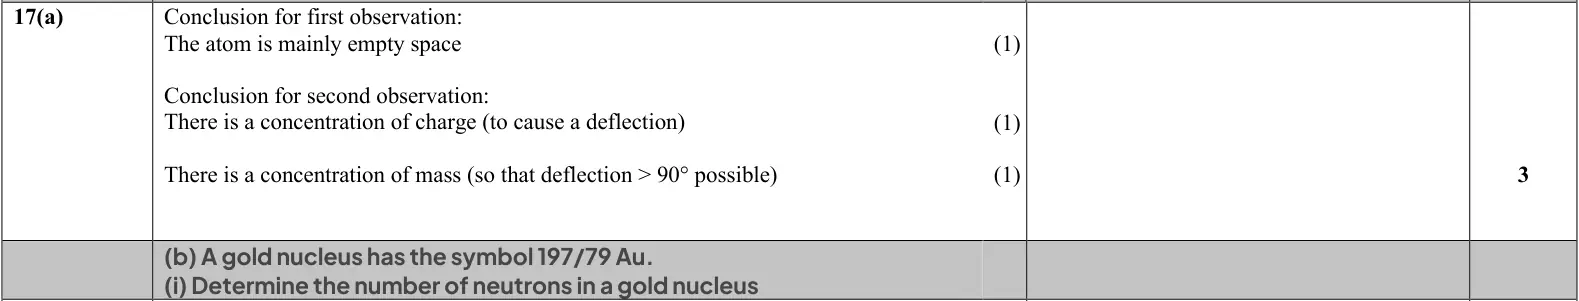 17(a)
Conclusion for first observation:
The atom is mainly empty space (1)
Conclusion for second observation:
There is a concentration of charge (to cause a deflection) (1)
There is a concentration of mass (so that deflection > 90° possible) (1) 3
(b) A gold nucleus has the symbol 197/79 Au.
(i) Determine the number of neutrons in a gold nucleus